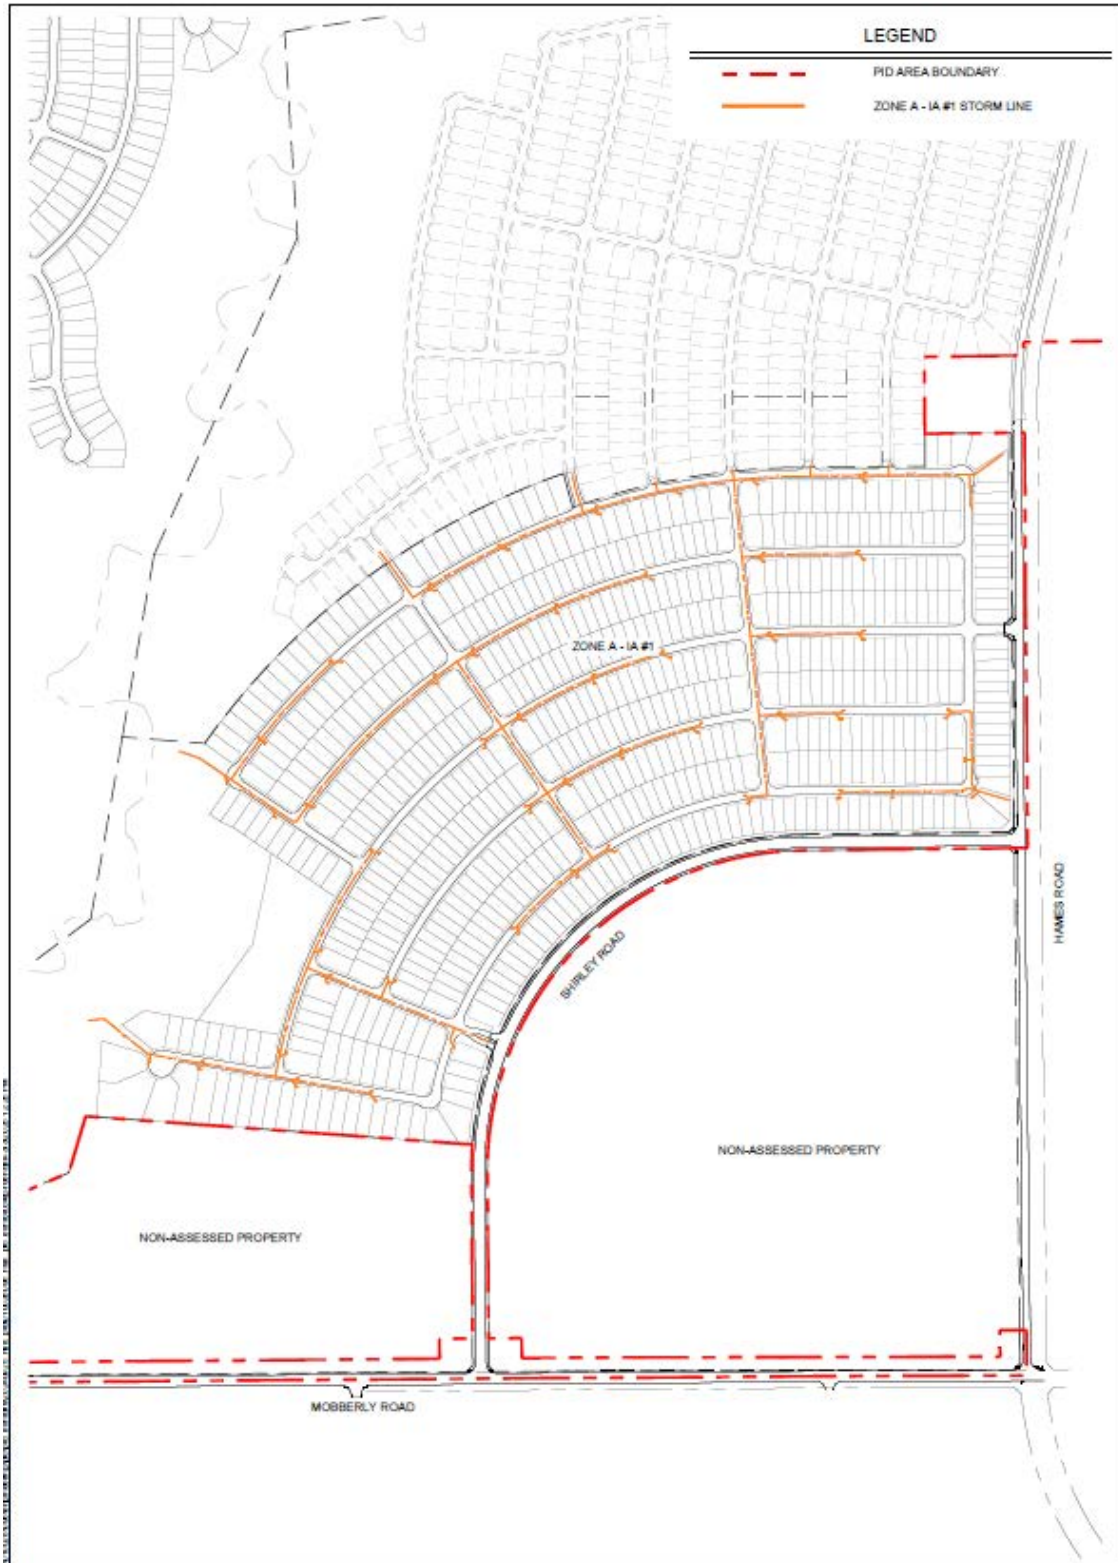 LEGEND
PID AREA BOUNDARY
ZONE A - IA #1 STORM LINE
ZONE A - IA #1
HAMES ROAD
SHIRLEY ROAD
NON-ASSESSED PROPERTY
NON-ASSESSED PROPERTY
MOBBERLY ROAD